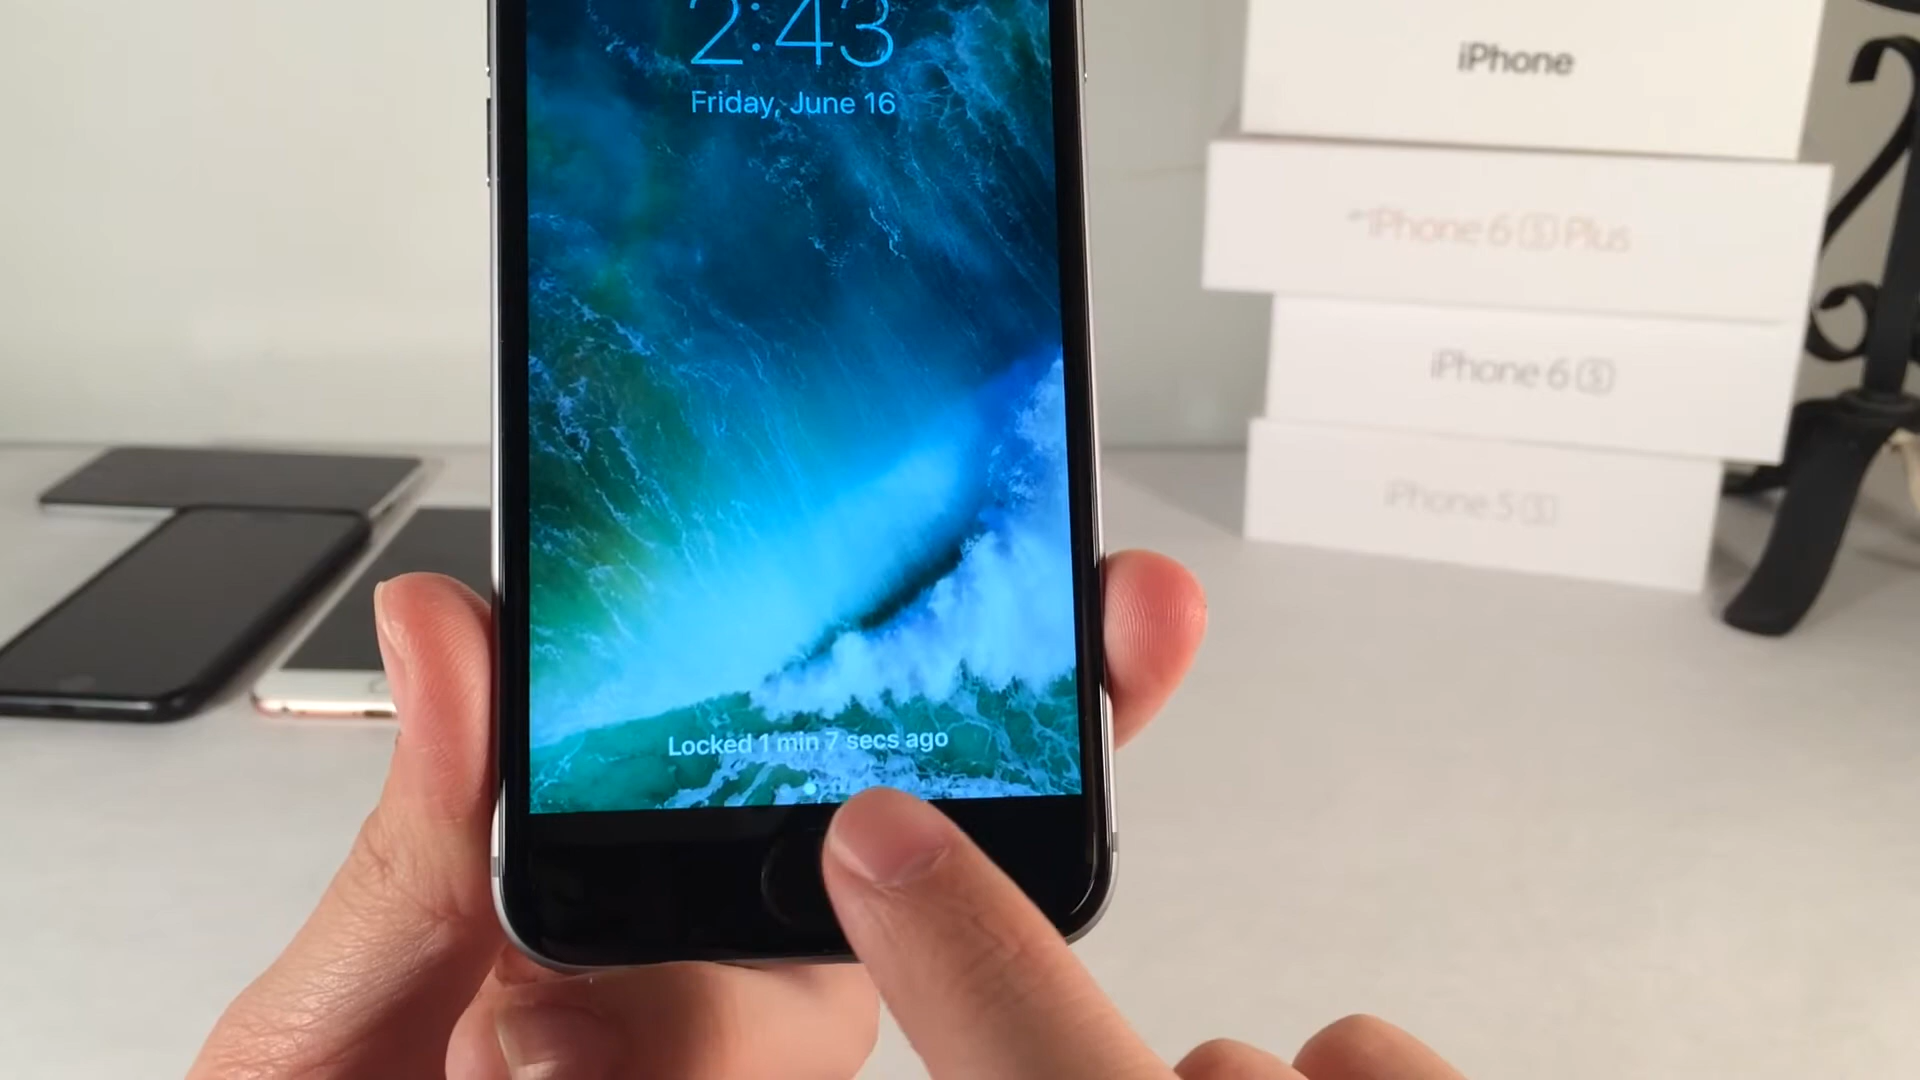 2:43
Friday, June 16
Locked 1 min 7 secs ago
iPhone
iPhone 6s Plus
iPhone 6s
iPhone 5s